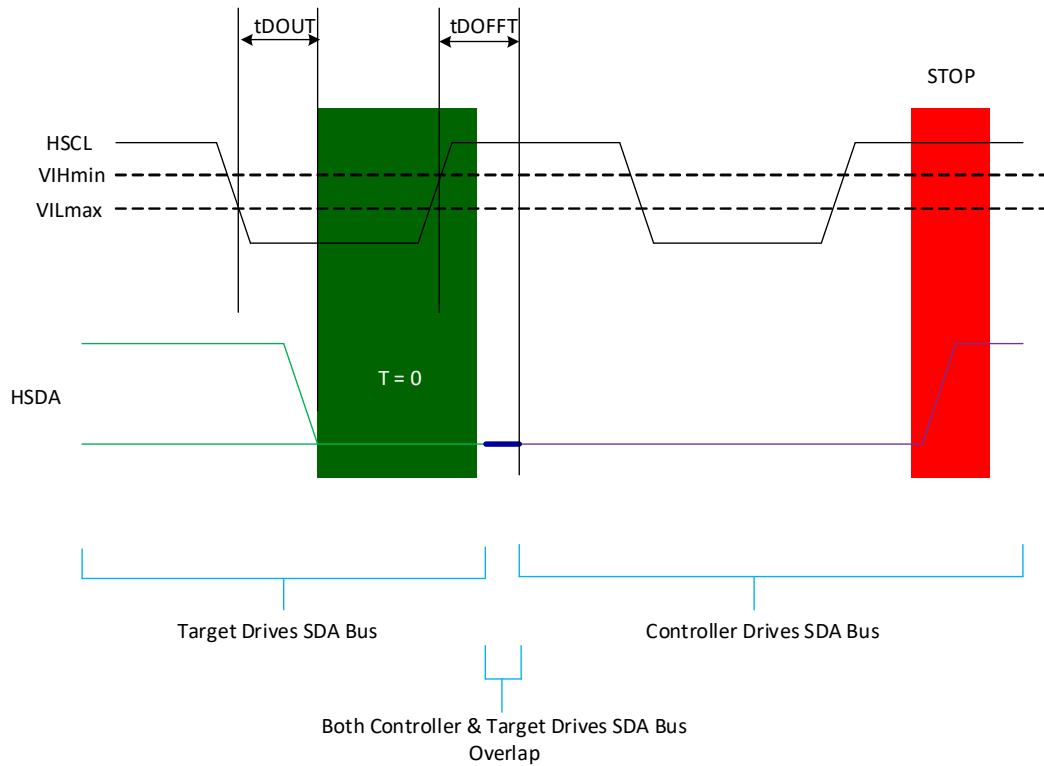 tDOUT
tDOFFT
STOP
HSCL
VIHmin
VILmax
T = 0
HSDA
Target Drives SDA Bus
Controller Drives SDA Bus
Both Controller & Target Drives SDA Bus
Overlap